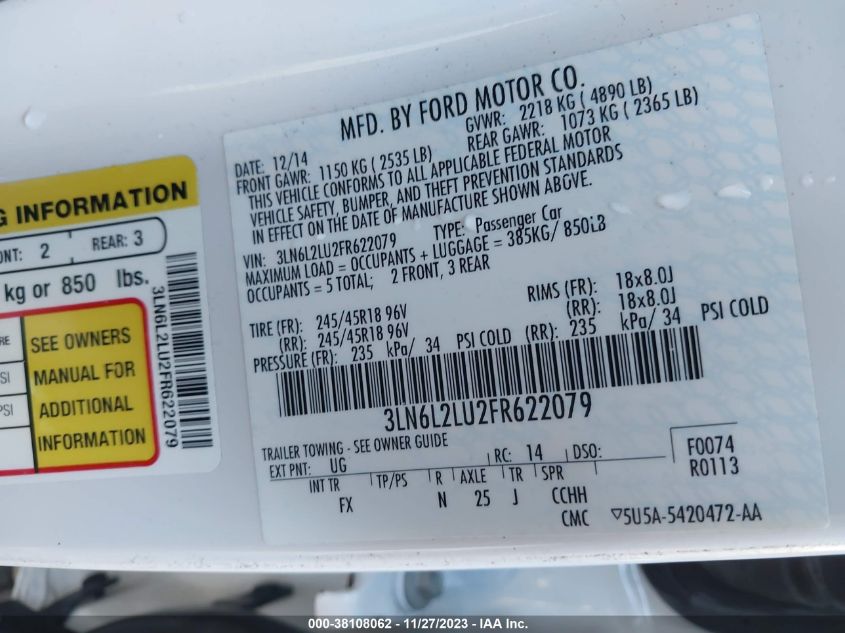 MFD. BY FORD MOTOR CO.
DATE: 12/14 GVWR: 2218 KG ( 4890 LB)
FRONT GAWR: 1150 KG ( 2535 LB) REAR GAWR: 1073 KG ( 2365 LB)
THIS VEHICLE CONFORMS TO ALL APPLICABLE FEDERAL MOTOR
VEHICLE SAFETY, BUMPER, AND THEFT PREVENTION STANDARDS
IN EFFECT ON THE DATE OF MANUFACTURE SHOWN ABOVE.
VIN: 3LN6L2LU2FR622079 TYPE: Passenger Car
MAXIMUM LOAD = OCCUPANTS + LUGGAGE = 385KG/ 850LB
OCCUPANTS = 5 TOTAL; 2 FRONT, 3 REAR
TIRE (FR): 245/45R18 96V RIMS (FR): 18x8.0J
(RR): 245/45R18 96V (RR): 18x8.0J
PRESSURE (FR): 235 kPa/ 34 PSI COLD (RR): 235 kPa/ 34 PSI COLD
3LN6L2LU2FR622079
TRAILER TOWING - SEE OWNER GUIDE
EXT PNT: UG RC: 14 DSO: F0074
R0113
INT TR TP/PS R AXLE TR SPR
FX N 25 J CCHH
CMC ▽5U5A-5420472-AA
G INFORMATION
ONT: 2 REAR: 3
kg or 850 lbs.
RE
SI
PSI
SEE OWNERS
MANUAL FOR
ADDITIONAL
INFORMATION
3LN6L2LU2FR622079
000-38108062 - 11/27/2023 - IAA Inc.